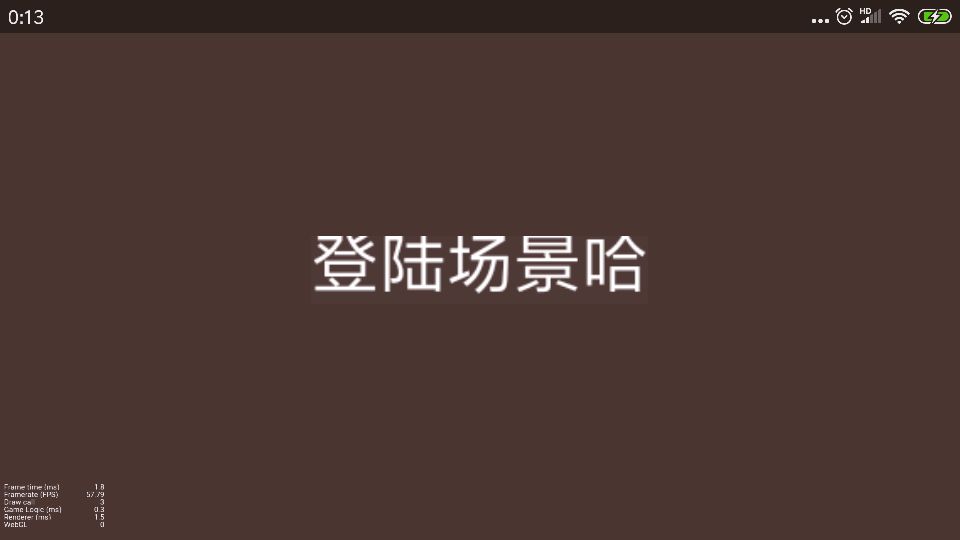 0:13
HD
登陆场景哈
Frame time (ms) 1.8
Framerate (FPS) 57.79
Draw call 3
Game Logic (ms) 0.3
Renderer (ms) 1.5
WebGL 0